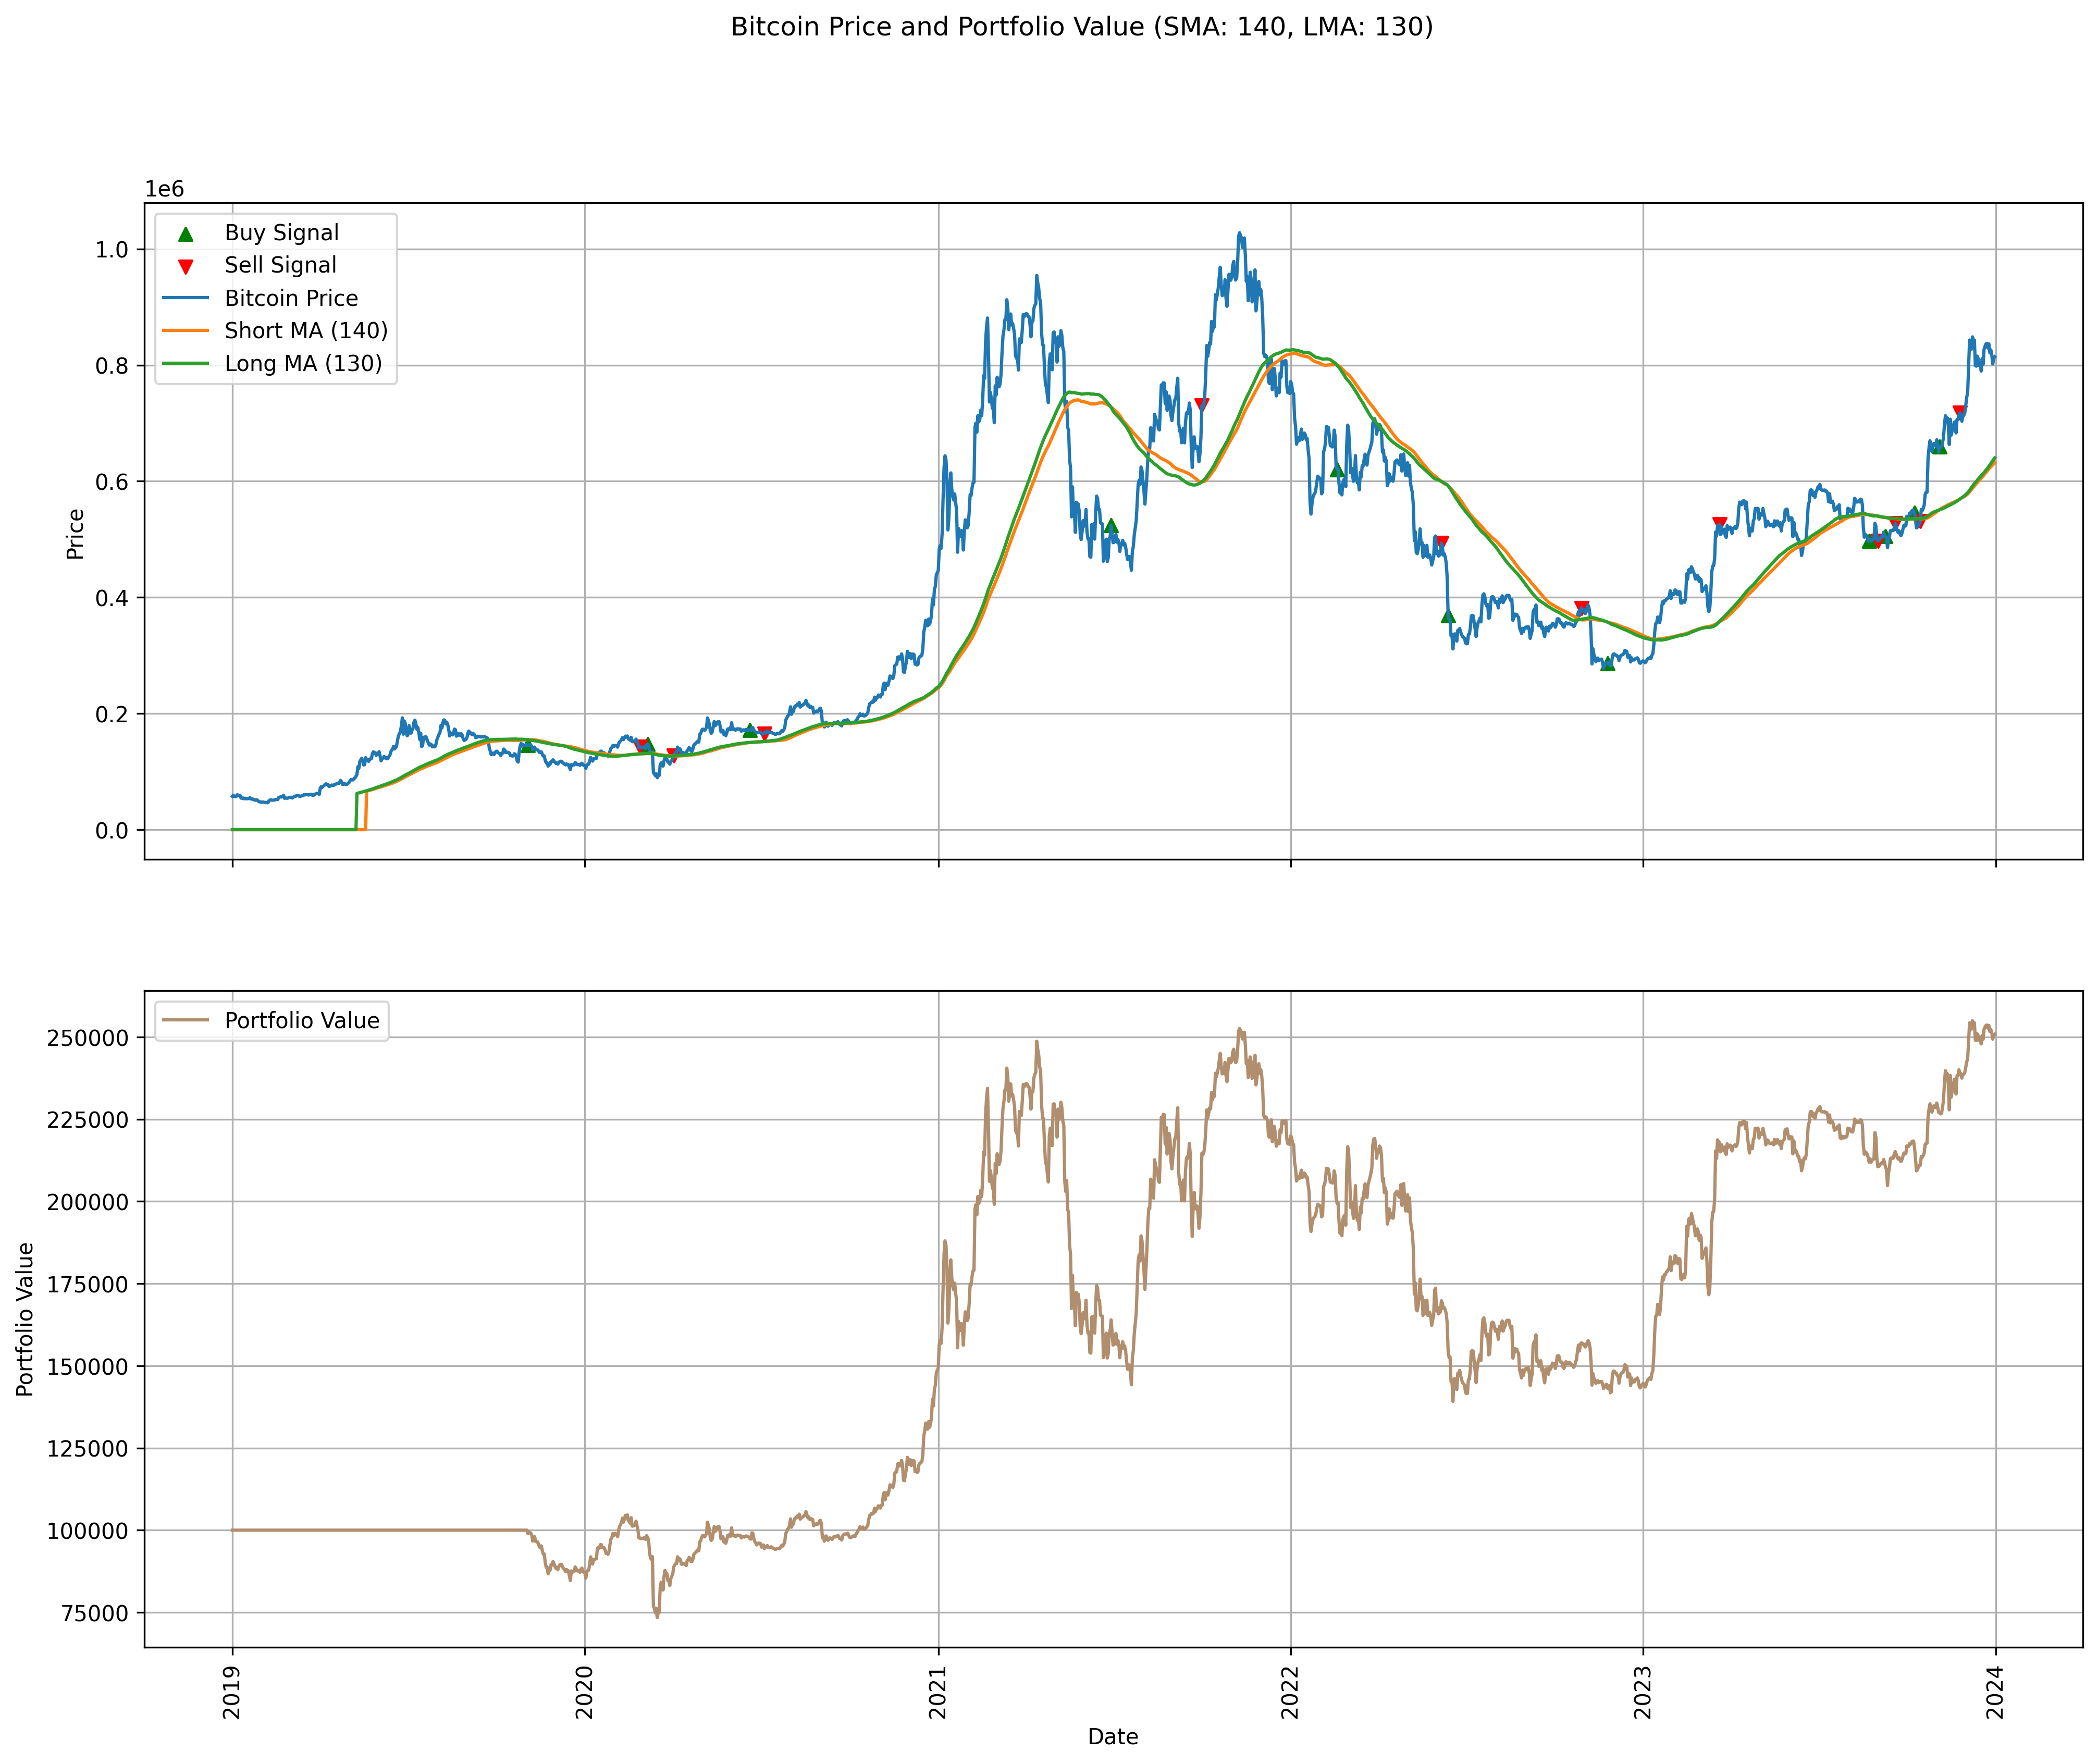 Bitcoin Price and Portfolio Value (SMA: 140, LMA: 130)
1e6
Buy Signal
Sell Signal
Bitcoin Price
Short MA (140)
Long MA (130)
Price
1.0
0.8
0.6
0.4
0.2
0.0
Portfolio Value
Portfolio Value
250000
225000
200000
175000
150000
125000
100000
75000
2019
2020
2021
2022
2023
2024
Date